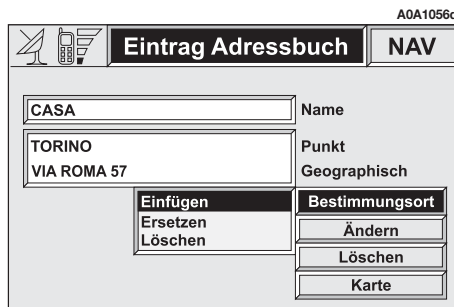 A0A1056d
Eintrag Adressbuch NAV
CASA Name
TORINO Punkt
VIA ROMA 57 Geographisch
Einfügen Bestimmungsort
Ersetzen Ändern
Löschen Löschen
Karte